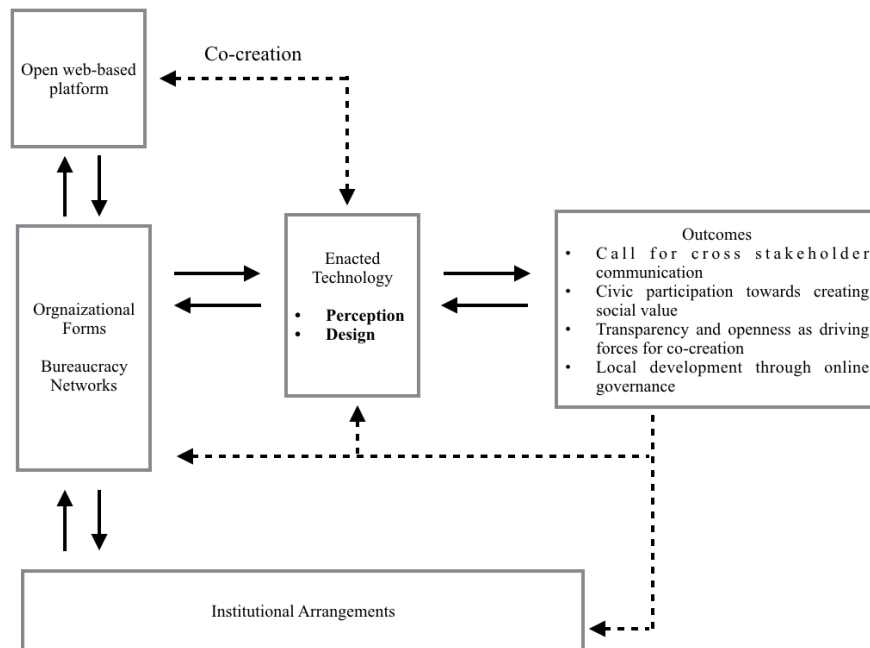 Co-creation
Open web-based
platform
Enacted
Technology
• Perception
• Design
Outcomes
• Call for cross stakeholder
communication
• Civic participation towards creating
social value
• Transparency and openness as driving
forces for co-creation
• Local development through online
governance
Orgnaizational
Forms
Bureaucracy
Networks
Institutional Arrangements